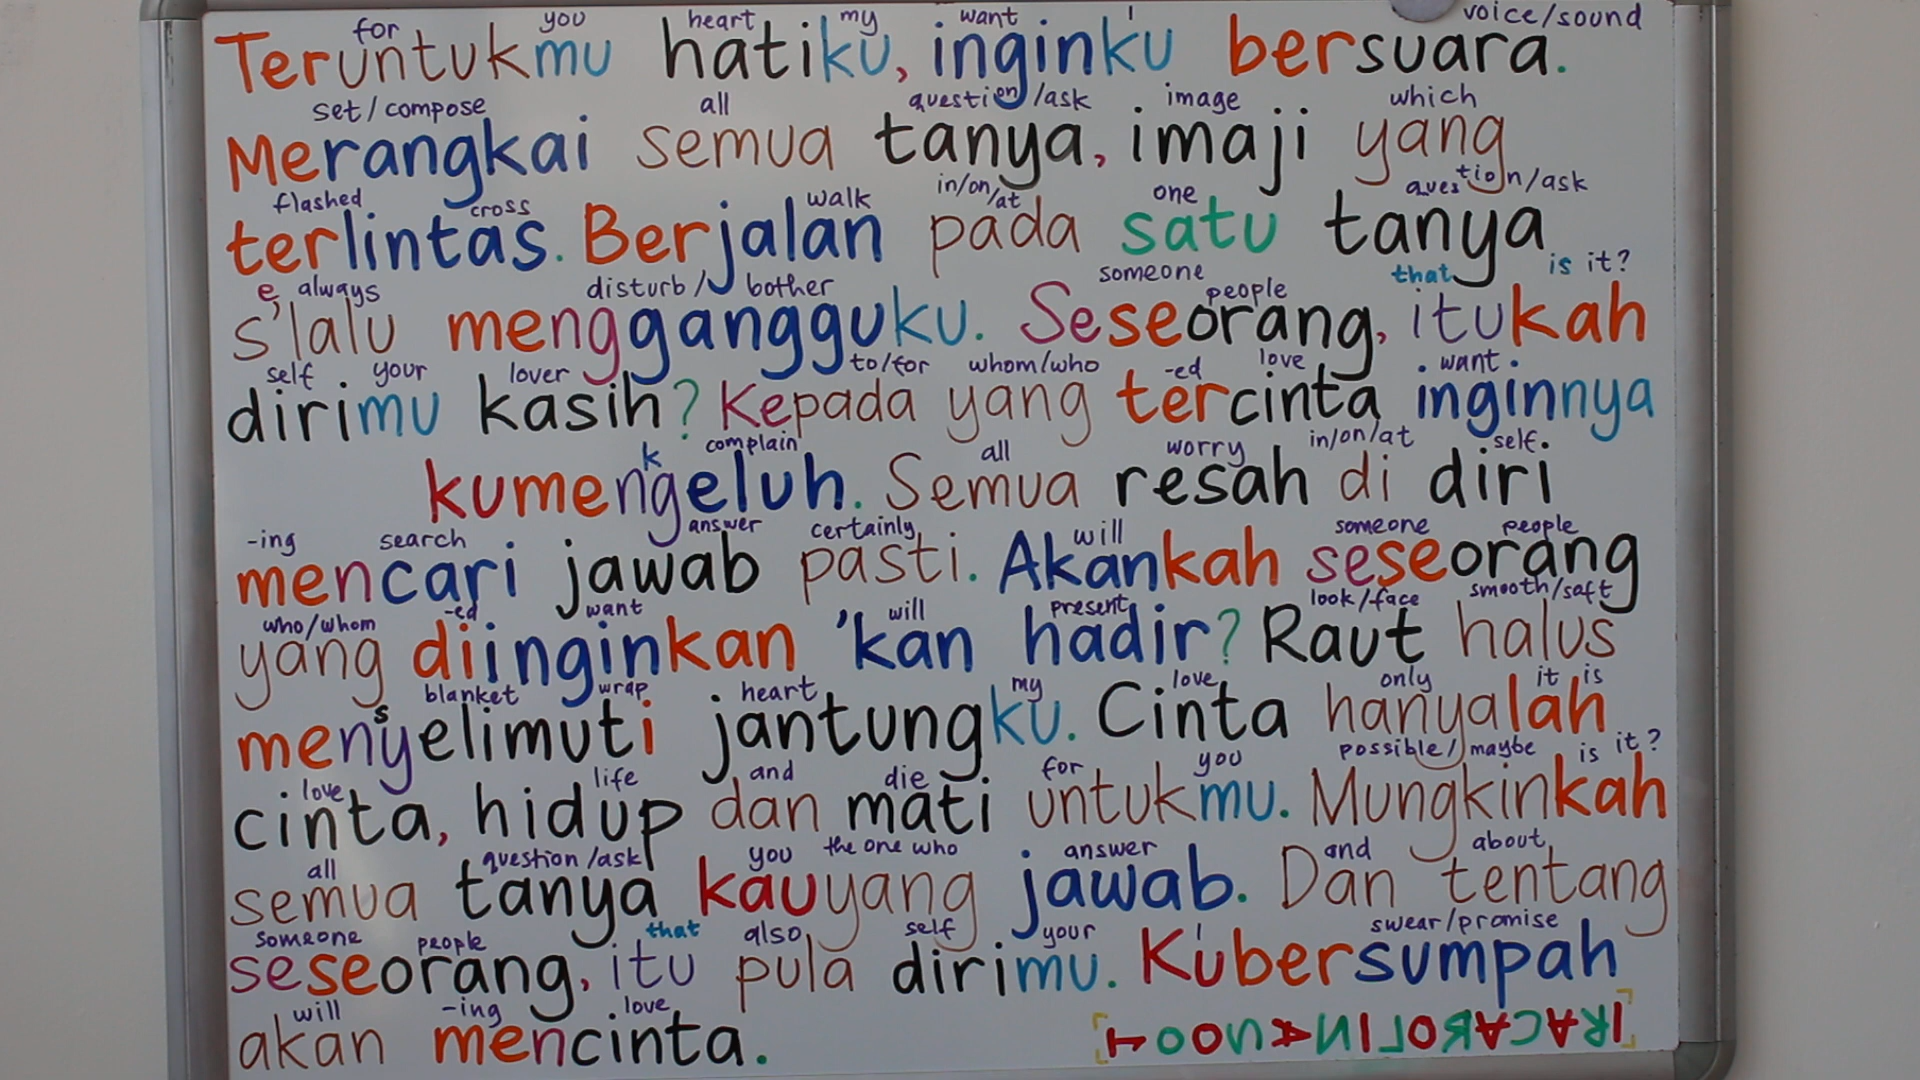 for you heart my want I voice/sound
Teruntukmu hatiku, inginku bersuara.
set/compose all question/ask image which
Merangkai semua tanya, imaji yang
flashed cross walk in/on/at one question/ask
terlintas. Berjalan pada satu tanya
e always disturb/bother someone people that is it?
s'lalu mengganggguku. Seseorang, itukah
self your lover to/for whom/who -ed love want
dirimu kasih? Kepada yang tercinta inginnya
k complain all worry in/on/at self
kumengeluh. Semua resah di diri
-ing search answer certainly will someone people
mencari jawab pasti. Akankah seseorang
who/whom -ed want will present look/face smooth/soft
yang diinginkan 'kan hadir? Raut halus
s blanket wrap heart my love only it is
menyelimuti jantungku. Cinta hanyalah
love life and die for you possible/maybe is it?
cinta, hidup dan mati untukmu. Mungkinkah
all question/ask you the one who answer and about
semua tanya kauyang jawab. Dan tentang
someone people that also self your I swear/promise
seseorang, itu pula dirimu. Kubersumpah
will -ing love
akan mencinta.
[IRACAROLINAU001]